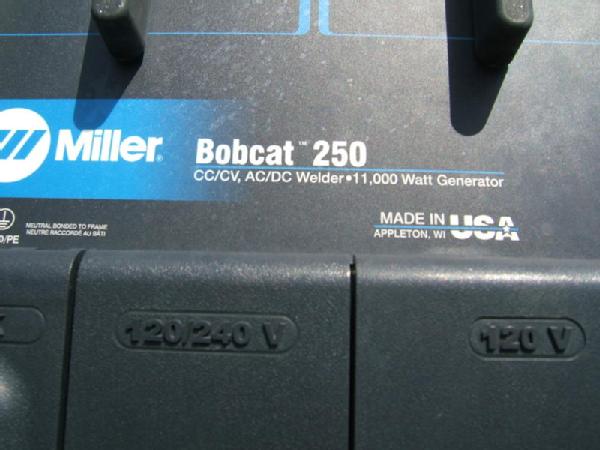 Miller®
Bobcat™ 250
CC/CV, AC/DC Welder•11,000 Watt Generator
MADE IN USA
APPLETON, WI
/PE
NEUTRAL BONDED TO FRAME
NEUTRE RACCORDÉ AU BÂTI
120/240 V
120 V